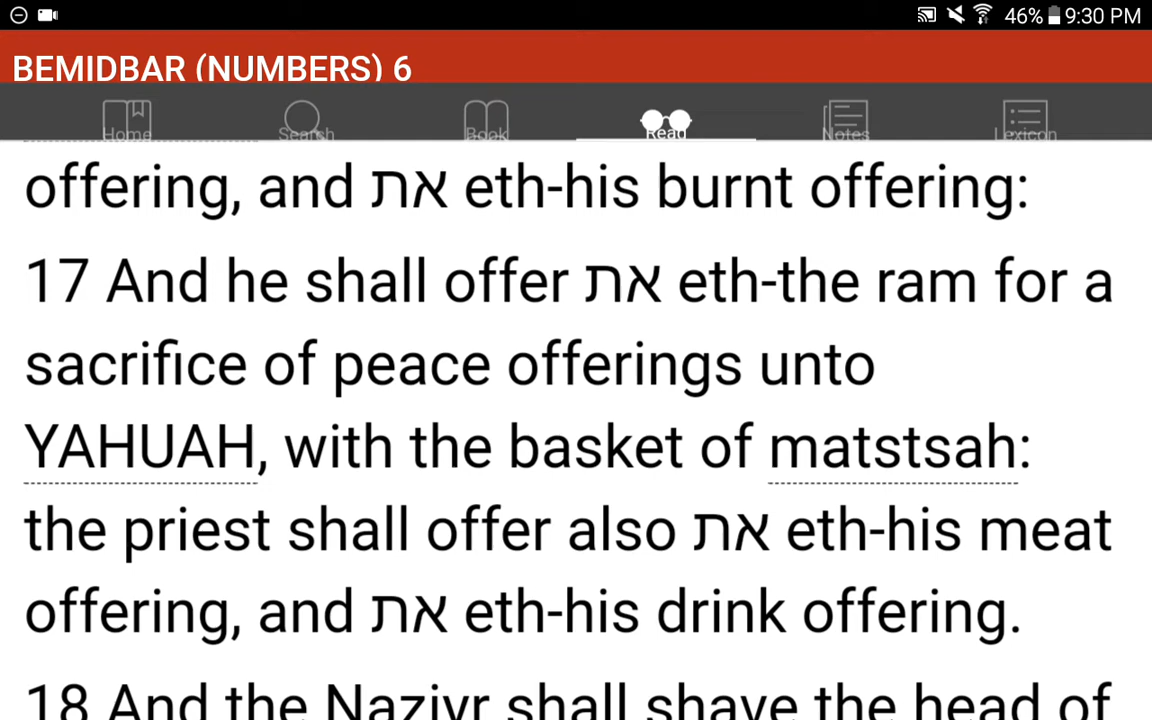 46% 9:30 PM
BEMIDBAR (NUMBERS) 6
Home Search Book Read Notes Lexicon
offering, and את eth-his burnt offering:
17 And he shall offer את eth-the ram for a
sacrifice of peace offerings unto
YAHUAH, with the basket of matstsah:
the priest shall offer also את eth-his meat
offering, and את eth-his drink offering.
18 And the Naziyr shall shave the head of